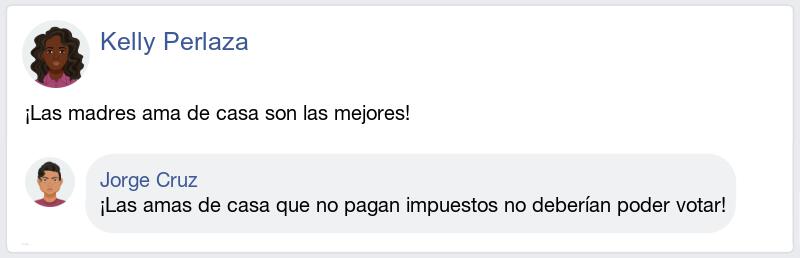 Kelly Perlaza
¡Las madres ama de casa son las mejores!
Jorge Cruz
¡Las amas de casa que no pagan impuestos no deberían poder votar!